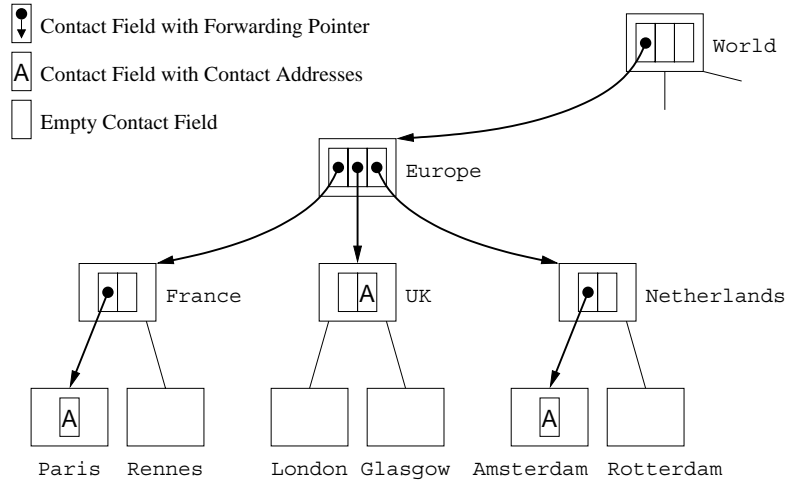 Contact Field with Forwarding Pointer
A Contact Field with Contact Addresses
Empty Contact Field
World
Europe
France
A
UK
Netherlands
A
A
Paris
Rennes
London
Glasgow
Amsterdam
Rotterdam